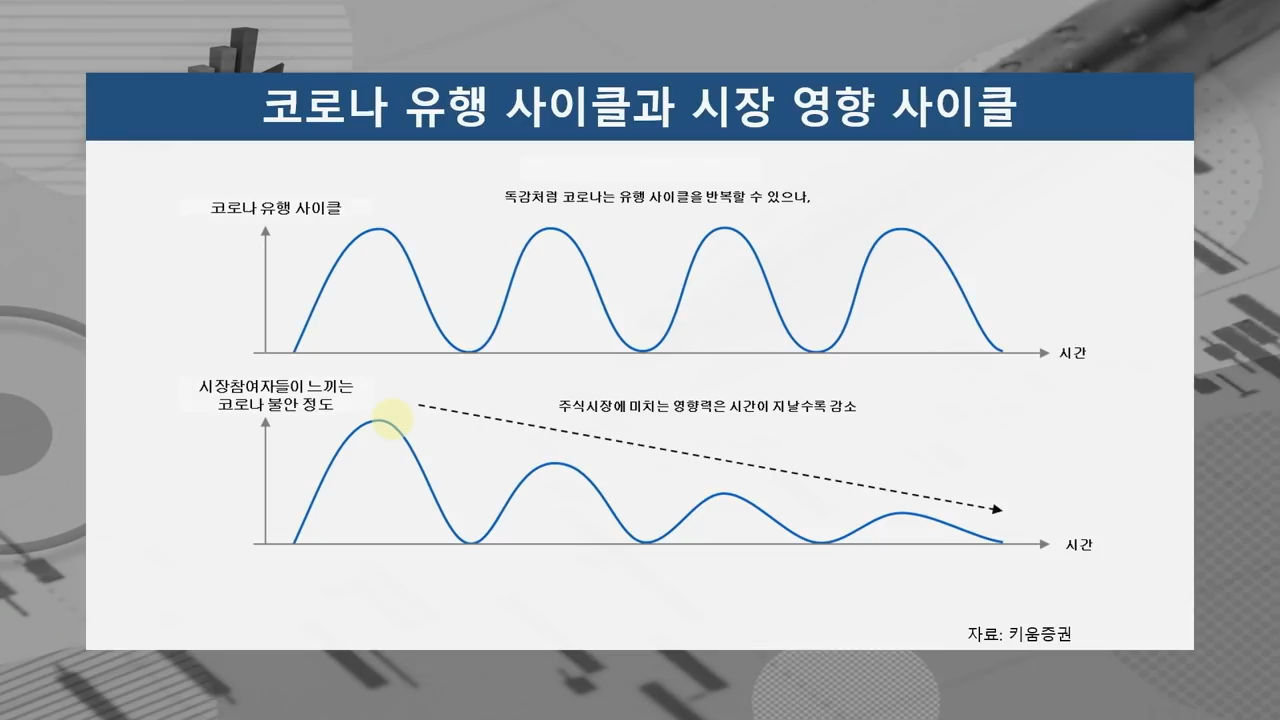 코로나 유행 사이클과 시장 영향 사이클
독감처럼 코로나는 유행 사이클을 반복할 수 있으나,
코로나 유행 사이클
시간
시장참여자들이 느끼는
코로나 불안 정도
주식시장에 미치는 영향력은 시간이 지날수록 감소
시간
자료: 키움증권